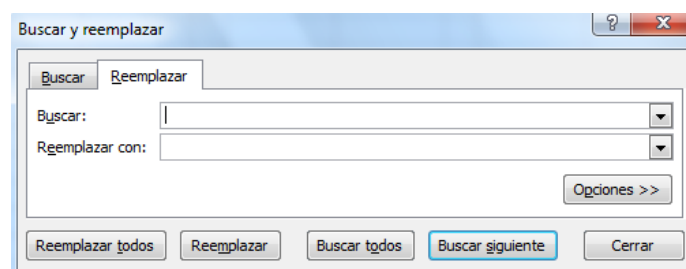 Buscar y reemplazar
Buscar Reemplazar
Buscar:
Reemplazar con:
Opciones >>
Reemplazar todos Reemplazar Buscar todos Buscar siguiente Cerrar